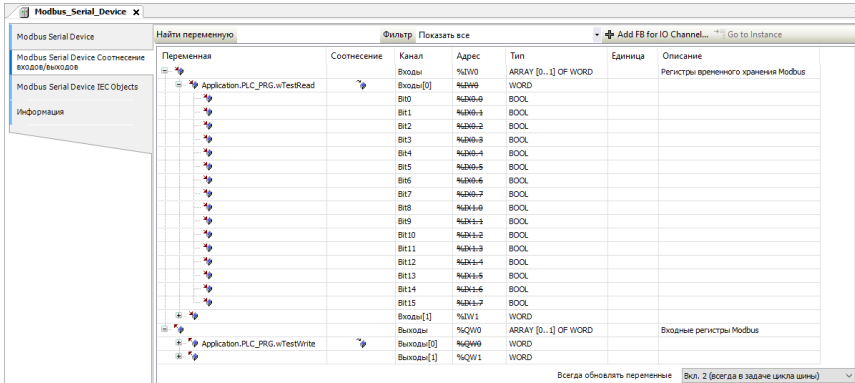 Modbus_Serial_Device X
Modbus Serial Device
Modbus Serial Device Соотнесение входов/выходов
Modbus Serial Device IEC Objects
Информация
Найти переменную Фильтр Показать все Add FB for IO Channel... Go to Instance
Переменная Соотнесение Канал Адрес Тип Единица Описание
Входы %IW0 ARRAY [0..1] OF WORD Регистры временного хранения Modbus
Application.PLC_PRG.wTestRead Входы[0] %IW0 WORD
Bit0 %IX0.0 BOOL
Bit1 %IX0.1 BOOL
Bit2 %IX0.2 BOOL
Bit3 %IX0.3 BOOL
Bit4 %IX0.4 BOOL
Bit5 %IX0.5 BOOL
Bit6 %IX0.6 BOOL
Bit7 %IX0.7 BOOL
Bit8 %IX1.0 BOOL
Bit9 %IX1.1 BOOL
Bit10 %IX1.2 BOOL
Bit11 %IX1.3 BOOL
Bit12 %IX1.4 BOOL
Bit13 %IX1.5 BOOL
Bit14 %IX1.6 BOOL
Bit15 %IX1.7 BOOL
Входы[1] %IW1 WORD
Выходы %QW0 ARRAY [0..1] OF WORD Входные регистры Modbus
Application.PLC_PRG.wTestWrite Выходы[0] %QW0 WORD
Выходы[1] %QW1 WORD
Всегда обновлять переменные Вкл. 2 (всегда в задаче цикла шины)